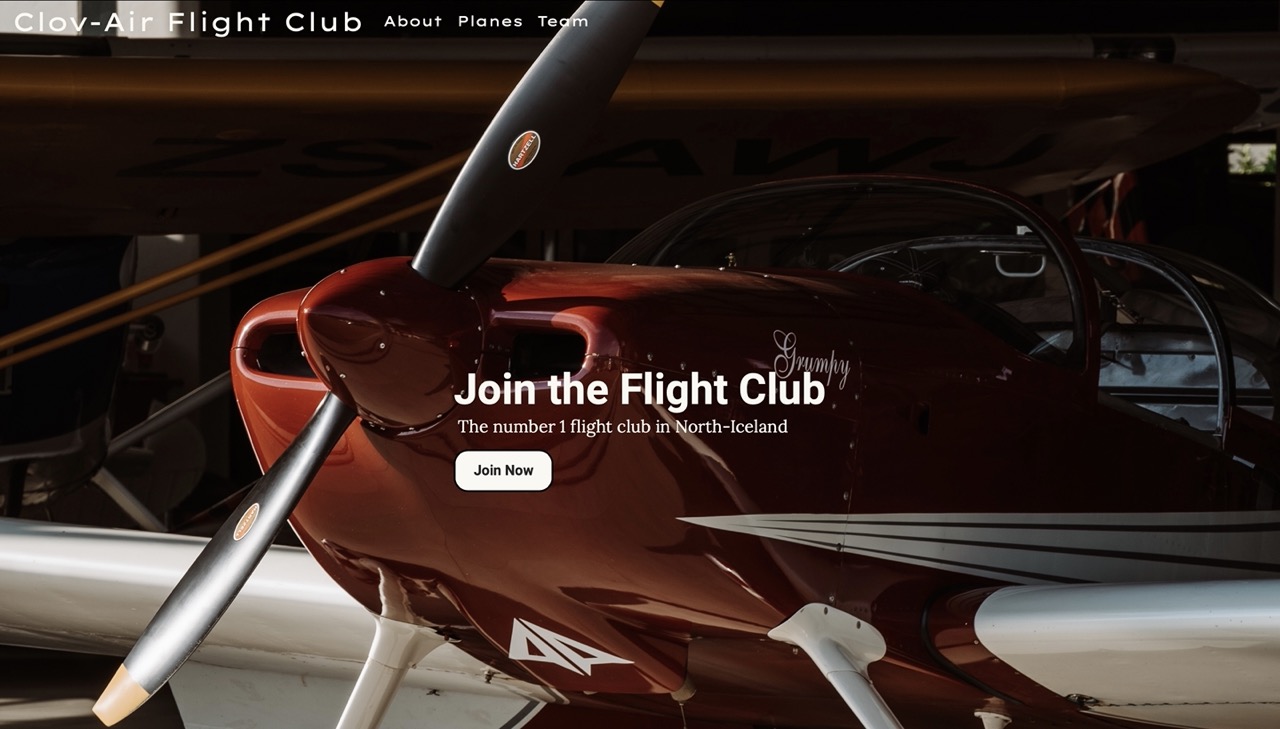 Clov-Air Flight Club About Planes Team
HARTZELL
Grumpy
Join the Flight Club
The number 1 flight club in North-Iceland
Join Now